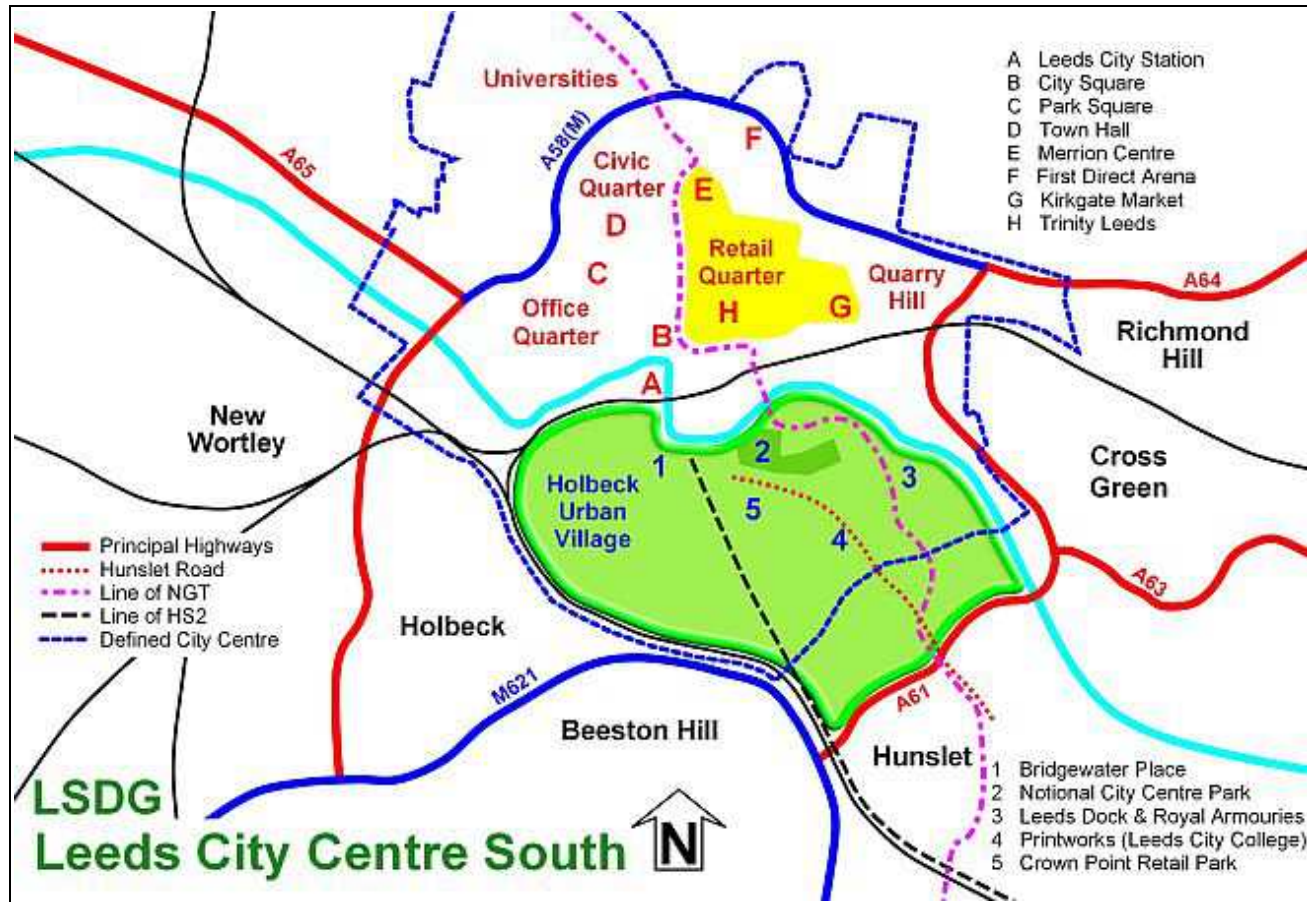 Universities
A58(M)
F
A Leeds City Station
B City Square
C Park Square
D Town Hall
E Merrion Centre
F First Direct Arena
G Kirkgate Market
H Trinity Leeds
A65
Civic
Quarter
E
D
Retail
Quarter
C
Quarry
Hill
A64
Office
Quarter
H
G
B
Richmond
Hill
A
New
Wortley
1
2
3
Cross
Green
Holbeck
Urban
Village
5
4
Principal Highways
Hunslet Road
Line of NGT
Line of HS2
Defined City Centre
A63
Holbeck
M621
A61
Beeston Hill
Hunslet
1 Bridgewater Place
2 Notional City Centre Park
3 Leeds Dock & Royal Armouries
4 Printworks (Leeds City College)
5 Crown Point Retail Park
LSDG
Leeds City Centre South
N